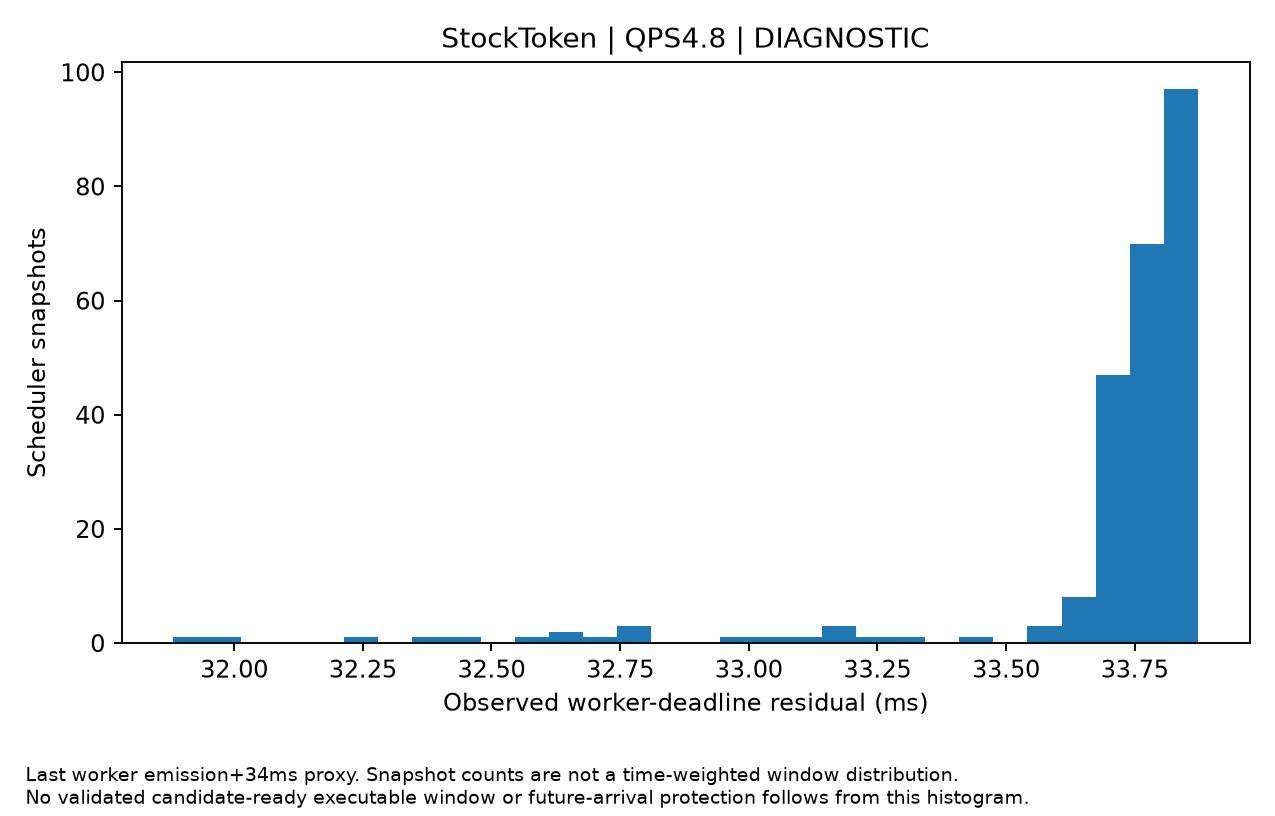 StockToken | QPS4.8 | DIAGNOSTIC
100
80
60
40
20
0
Scheduler snapshots
32.00 32.25 32.50 32.75 33.00 33.25 33.50 33.75
Observed worker-deadline residual (ms)
Last worker emission+34ms proxy. Snapshot counts are not a time-weighted window distribution.
No validated candidate-ready executable window or future-arrival protection follows from this histogram.